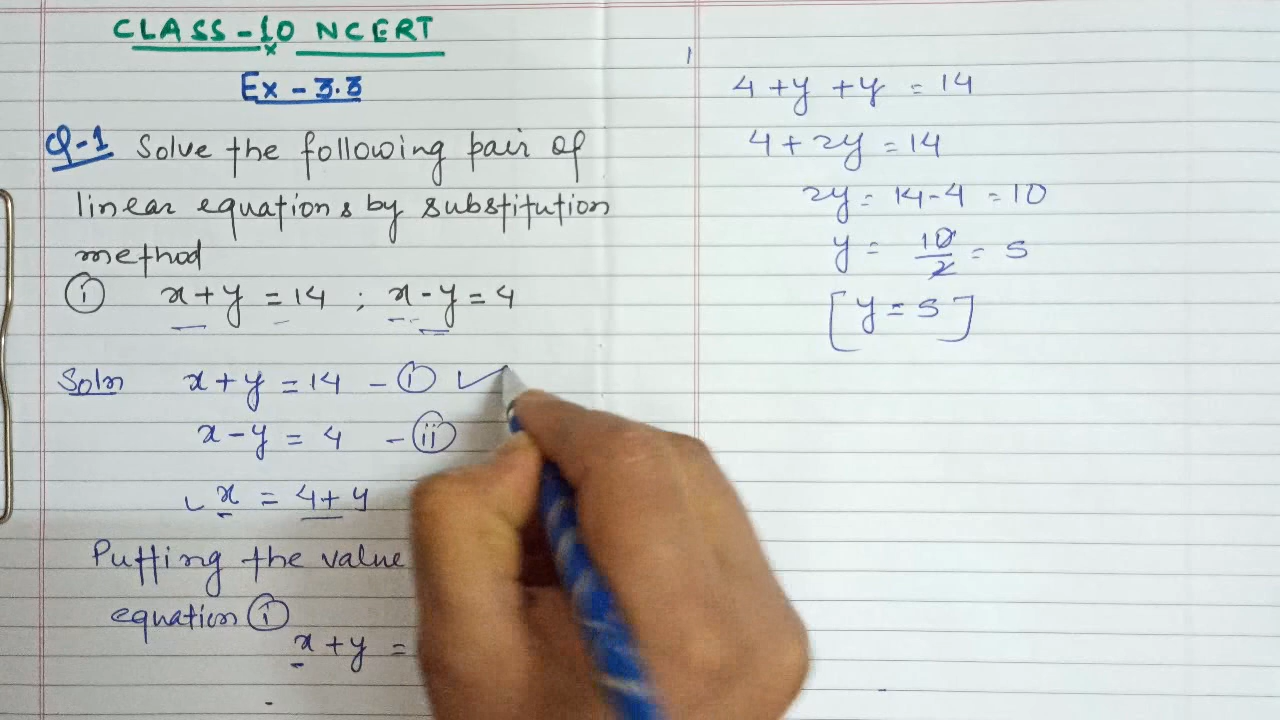 CLASS-10 NCERT
Ex - 3.3
Q-1 Solve the following pair of
linear equations by substitution
method
(i) x + y = 14 ; x - y = 4
Soln x + y = 14 - (i) ✓
x - y = 4 - (ii)
✓ x = 4 + y
Putting the value
equation (i)
x + y =
4 + y + y = 14
4 + 2y = 14
2y = 14 - 4 = 10
y = 10/2 = 5
[y = 5]